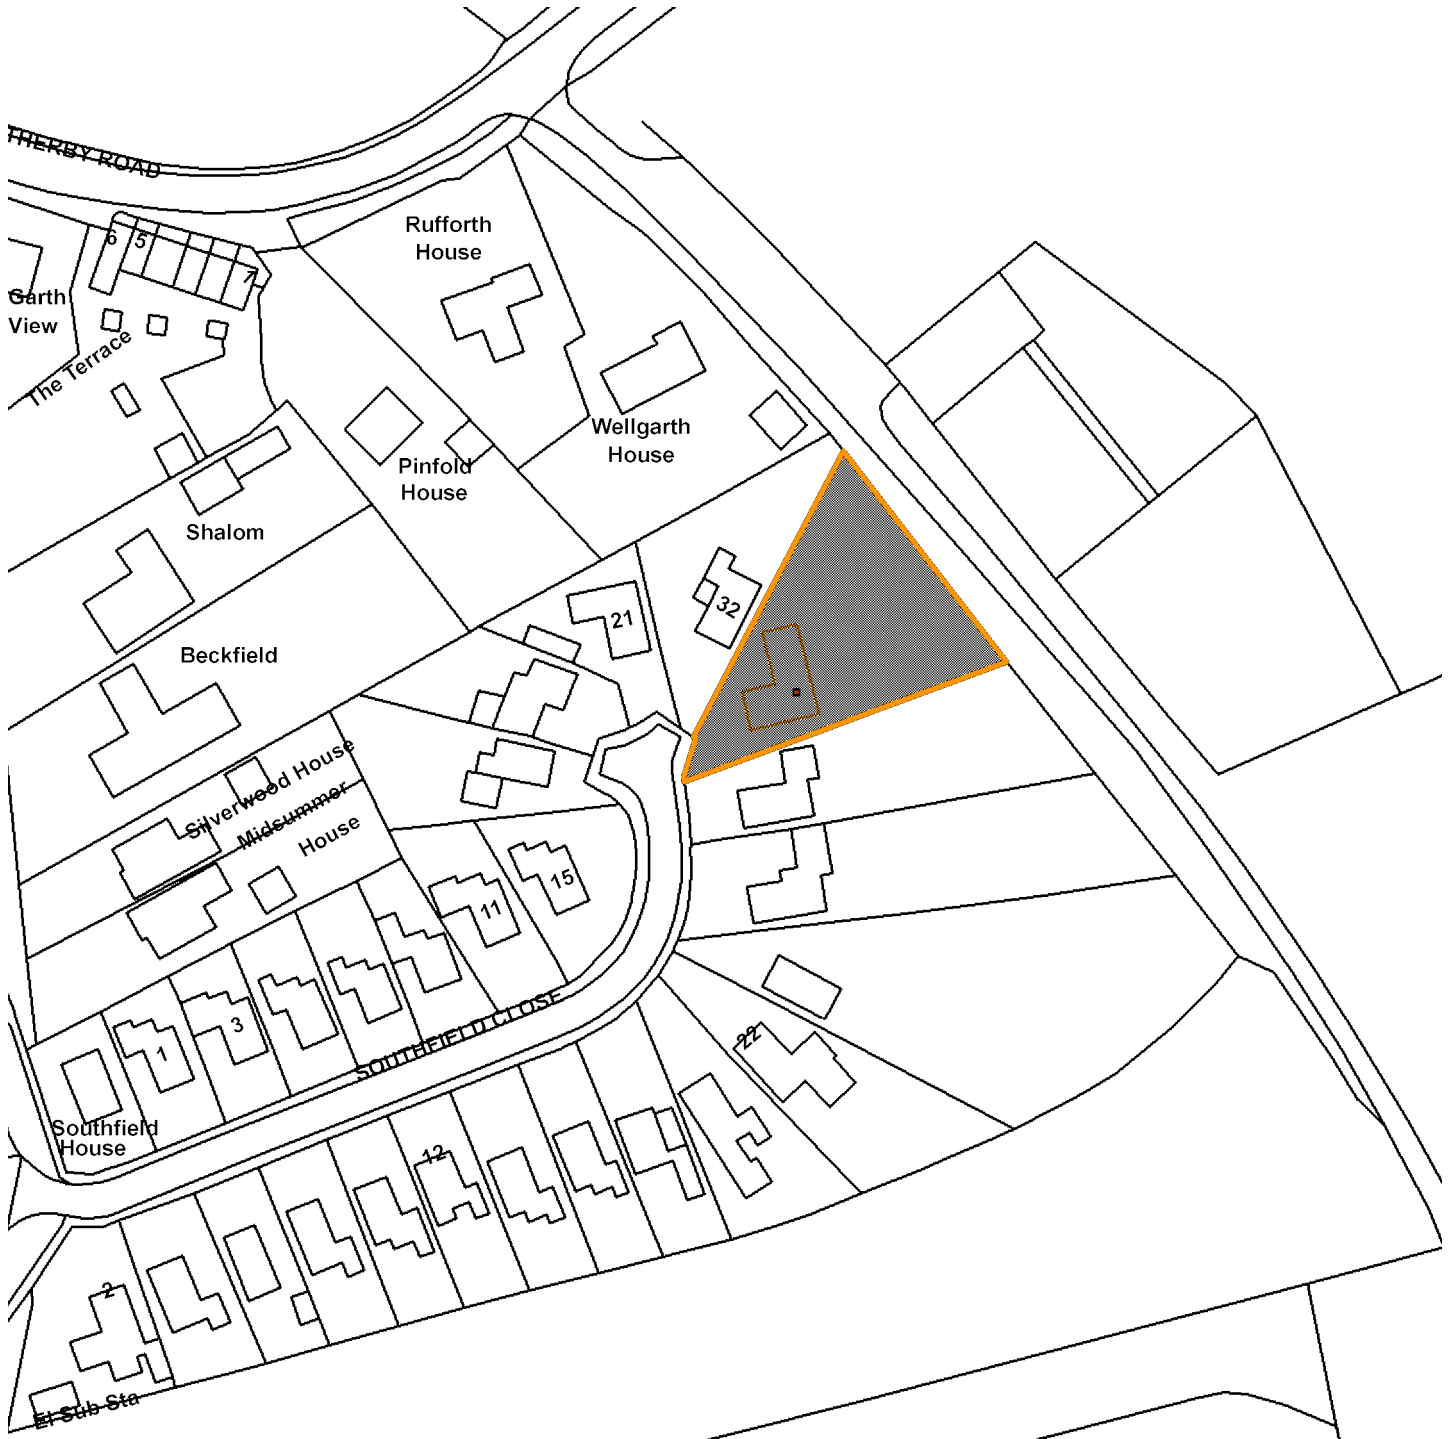 THERBY ROAD
Rufforth
House
6
5
7
Garth
View
The Terrace
Wellgarth
House
Pinfold
House
Shalom
32
21
Beckfield
Silverwood House
Midsummer
House
15
11
3
1
SOUTHFIELD CLOSE
22
Southfield
House
12
2
El Sub Sta